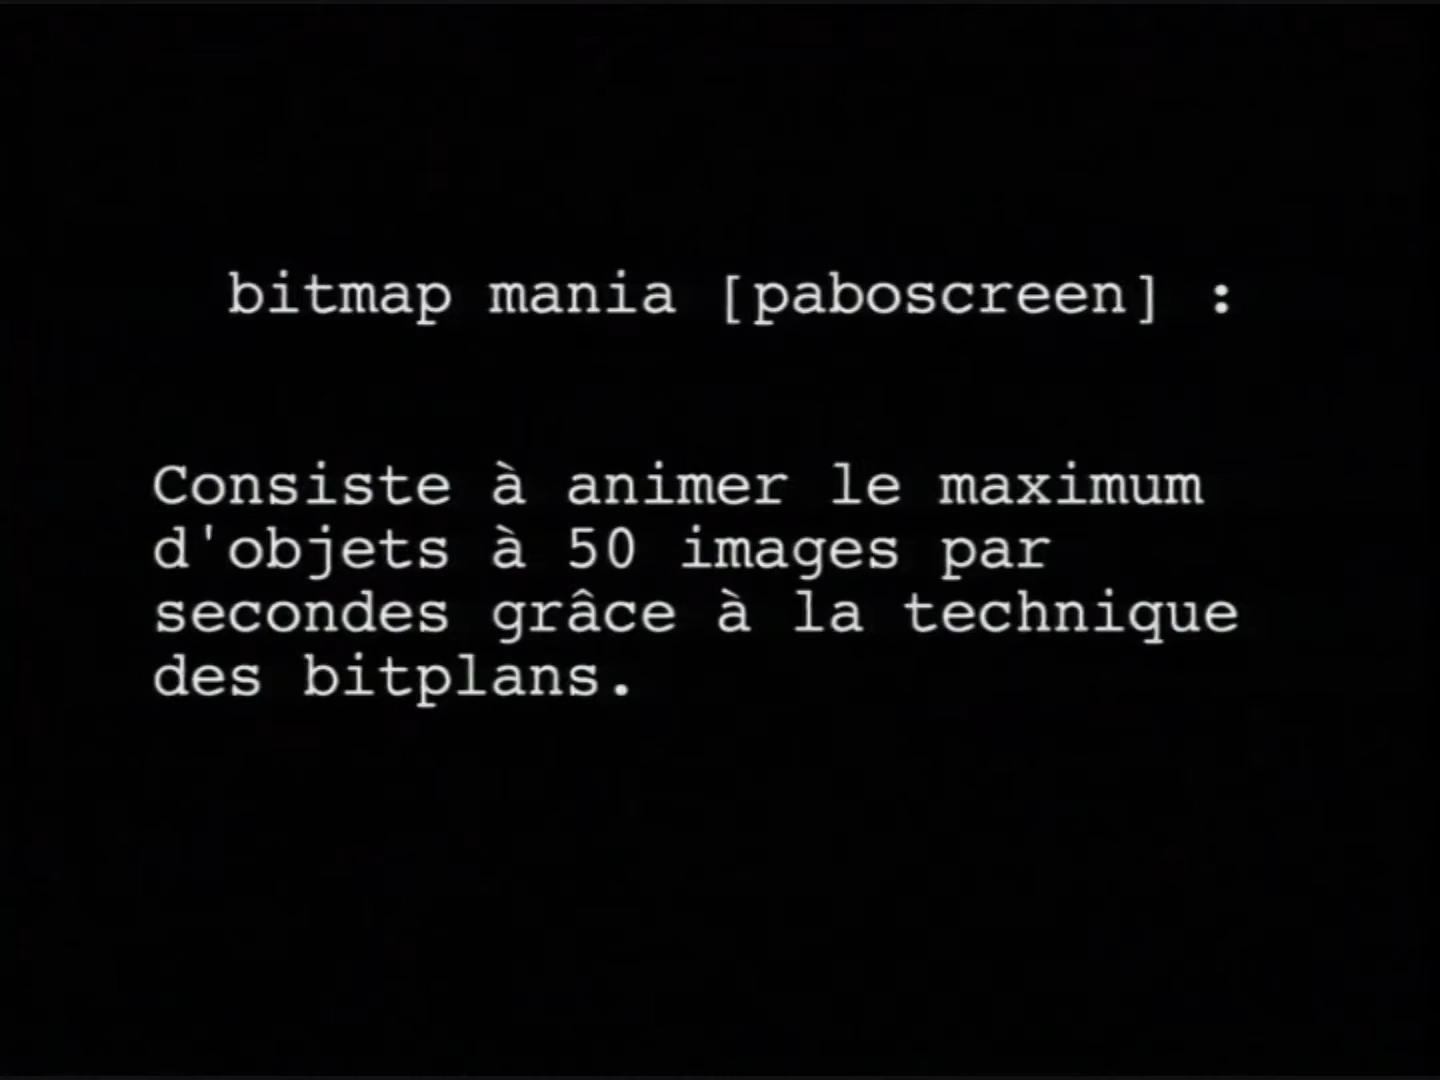 bitmap mania [paboscreen] :
Consiste à animer le maximum
d'objets à 50 images par
secondes grâce à la technique
des bitplans.